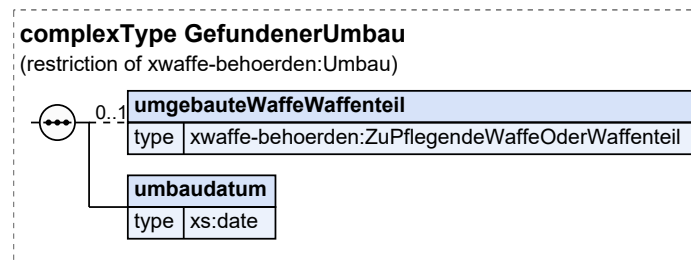 complexType GefundenerUmbau
(restriction of xwaffe-behoerden:Umbau)
0..1
umgebauteWaffeWaffenteil
type xwaffe-behoerden:ZuPflegendeWaffeOderWaffenteil
umbaudatum
type xs:date